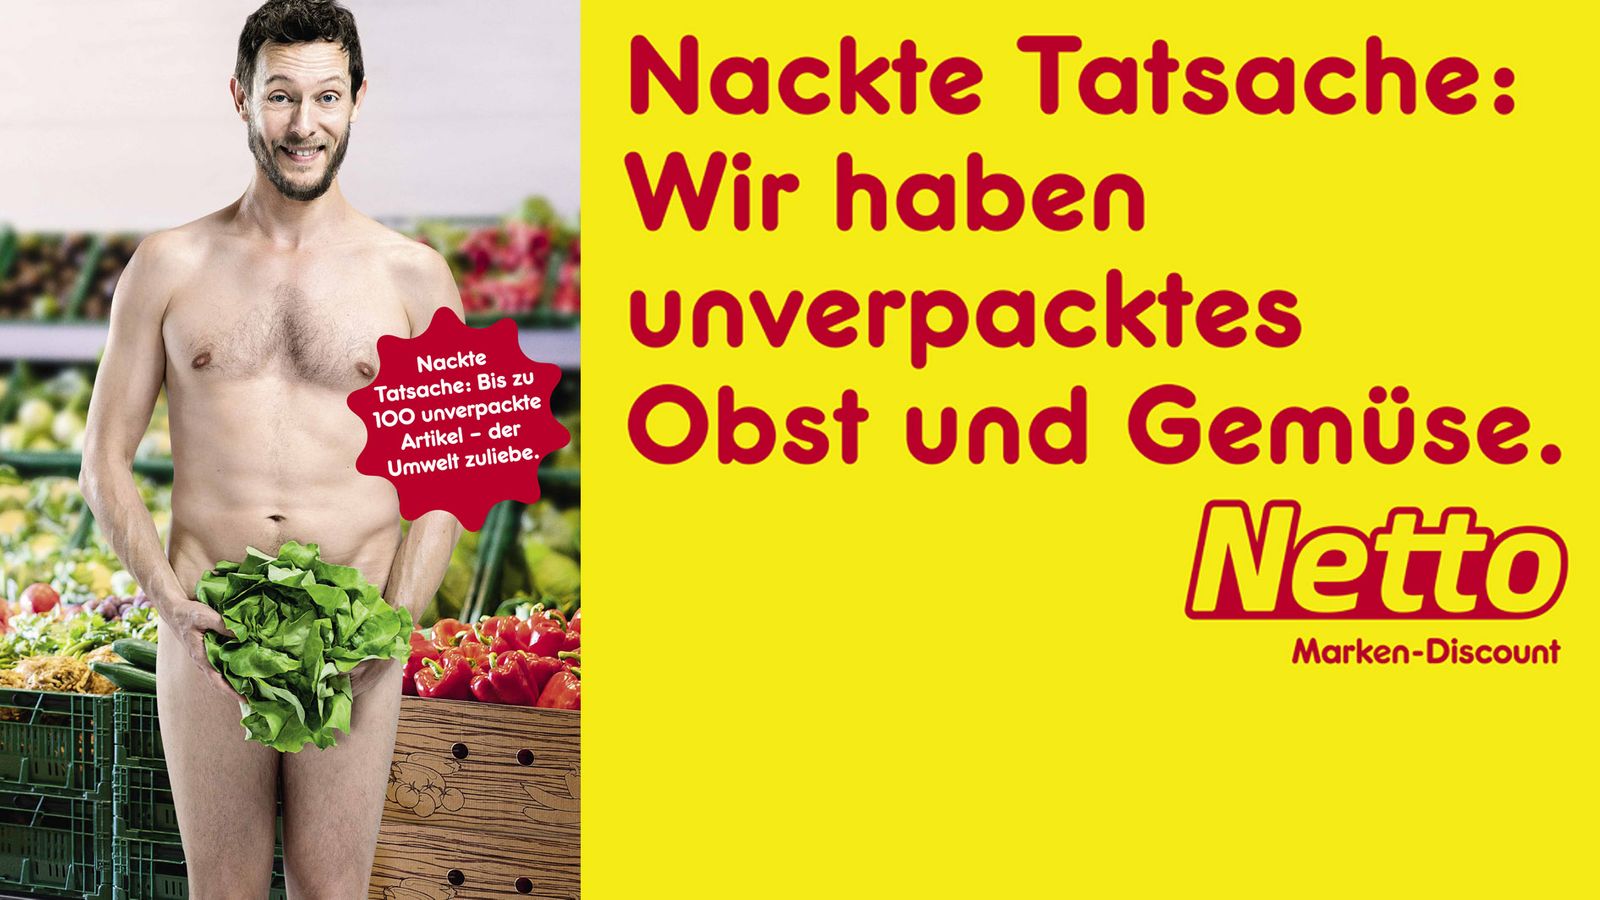 Nackte Tatsache:
Wir haben
unverpacktes
Obst und Gemüse.
Netto
Marken-Discount
Nackte
Tatsache: Bis zu
100 unverpackte
Artikel – der
Umwelt zuliebe.